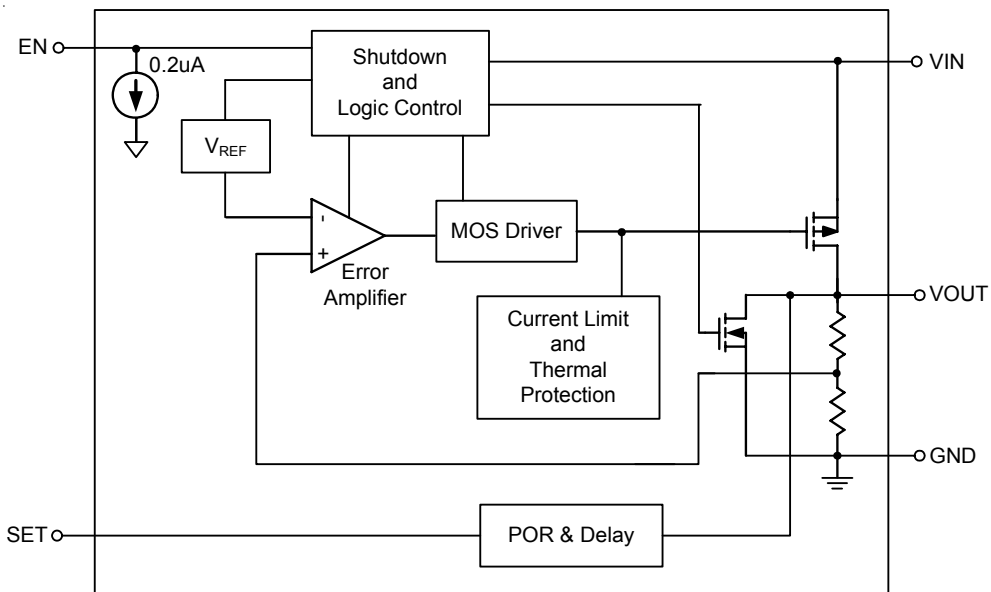 EN
0.2uA
Shutdown
and
Logic Control
VIN
VREF
-
+
MOS Driver
Error
Amplifier
VOUT
Current Limit
and
Thermal
Protection
GND
SET
POR & Delay